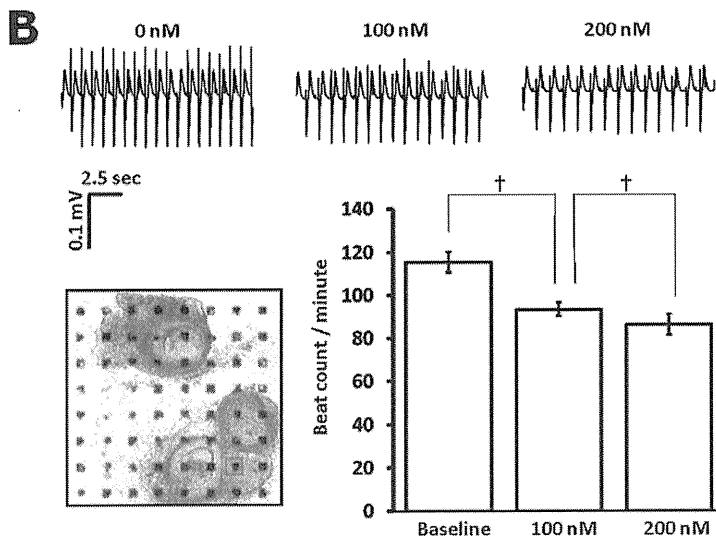 B
0 nM 100 nM 200 nM
2.5 sec
0.1 mV
† †
Beat count / minute
140
120
100
80
60
40
20
0
Baseline 100 nM 200 nM